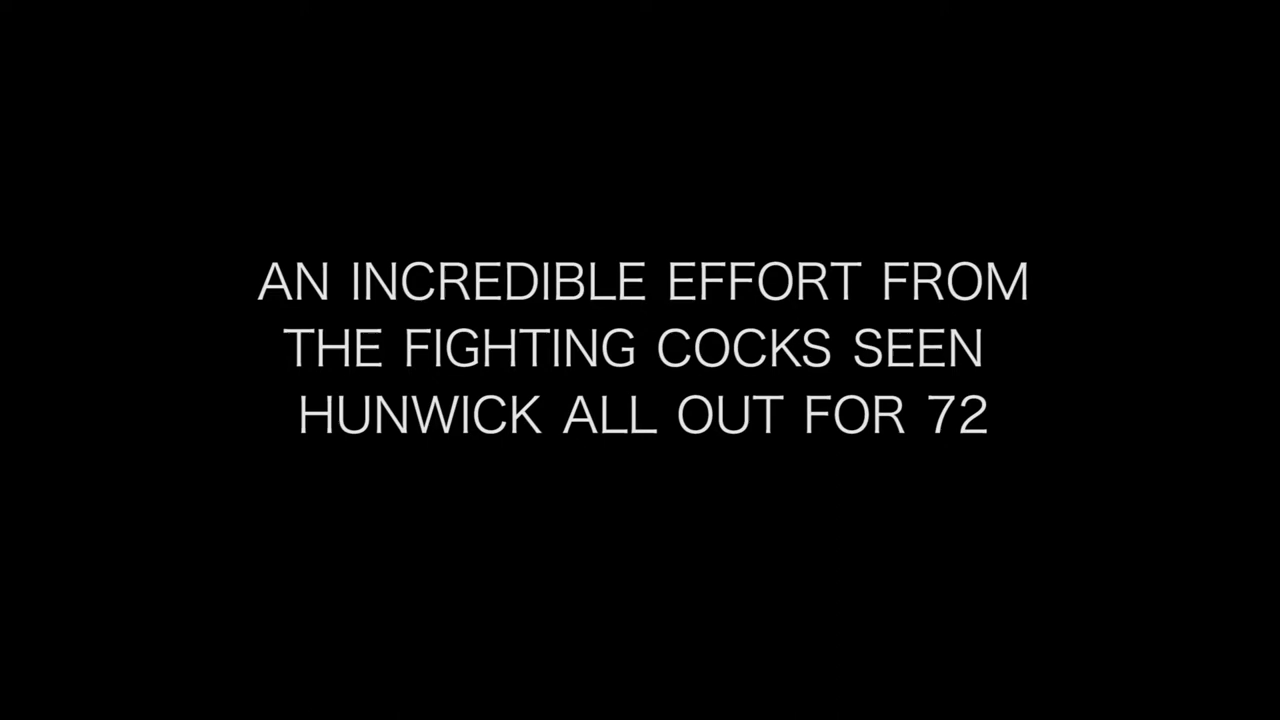 AN INCREDIBLE EFFORT FROM
THE FIGHTING COCKS SEEN
HUNWICK ALL OUT FOR 72